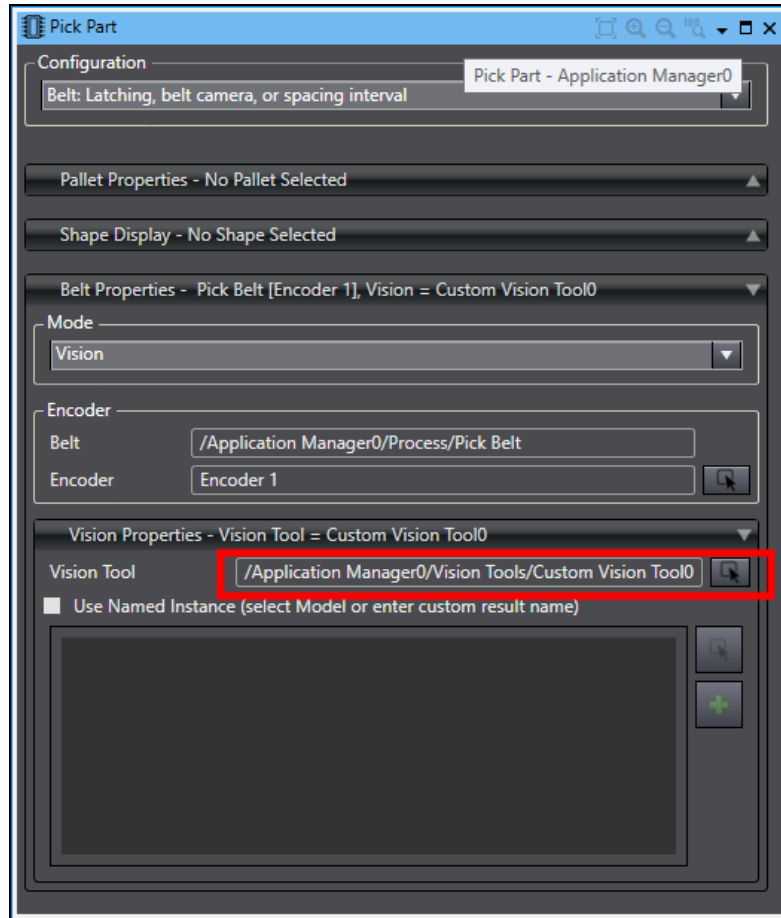 Pick Part
Configuration
Pick Part - Application Manager0
Belt: Latching, belt camera, or spacing interval
Pallet Properties - No Pallet Selected
Shape Display - No Shape Selected
Belt Properties - Pick Belt [Encoder 1], Vision = Custom Vision Tool0
Mode
Vision
Encoder
Belt /Application Manager0/Process/Pick Belt
Encoder Encoder 1
Vision Properties - Vision Tool = Custom Vision Tool0
Vision Tool /Application Manager0/Vision Tools/Custom Vision Tool0
Use Named Instance (select Model or enter custom result name)